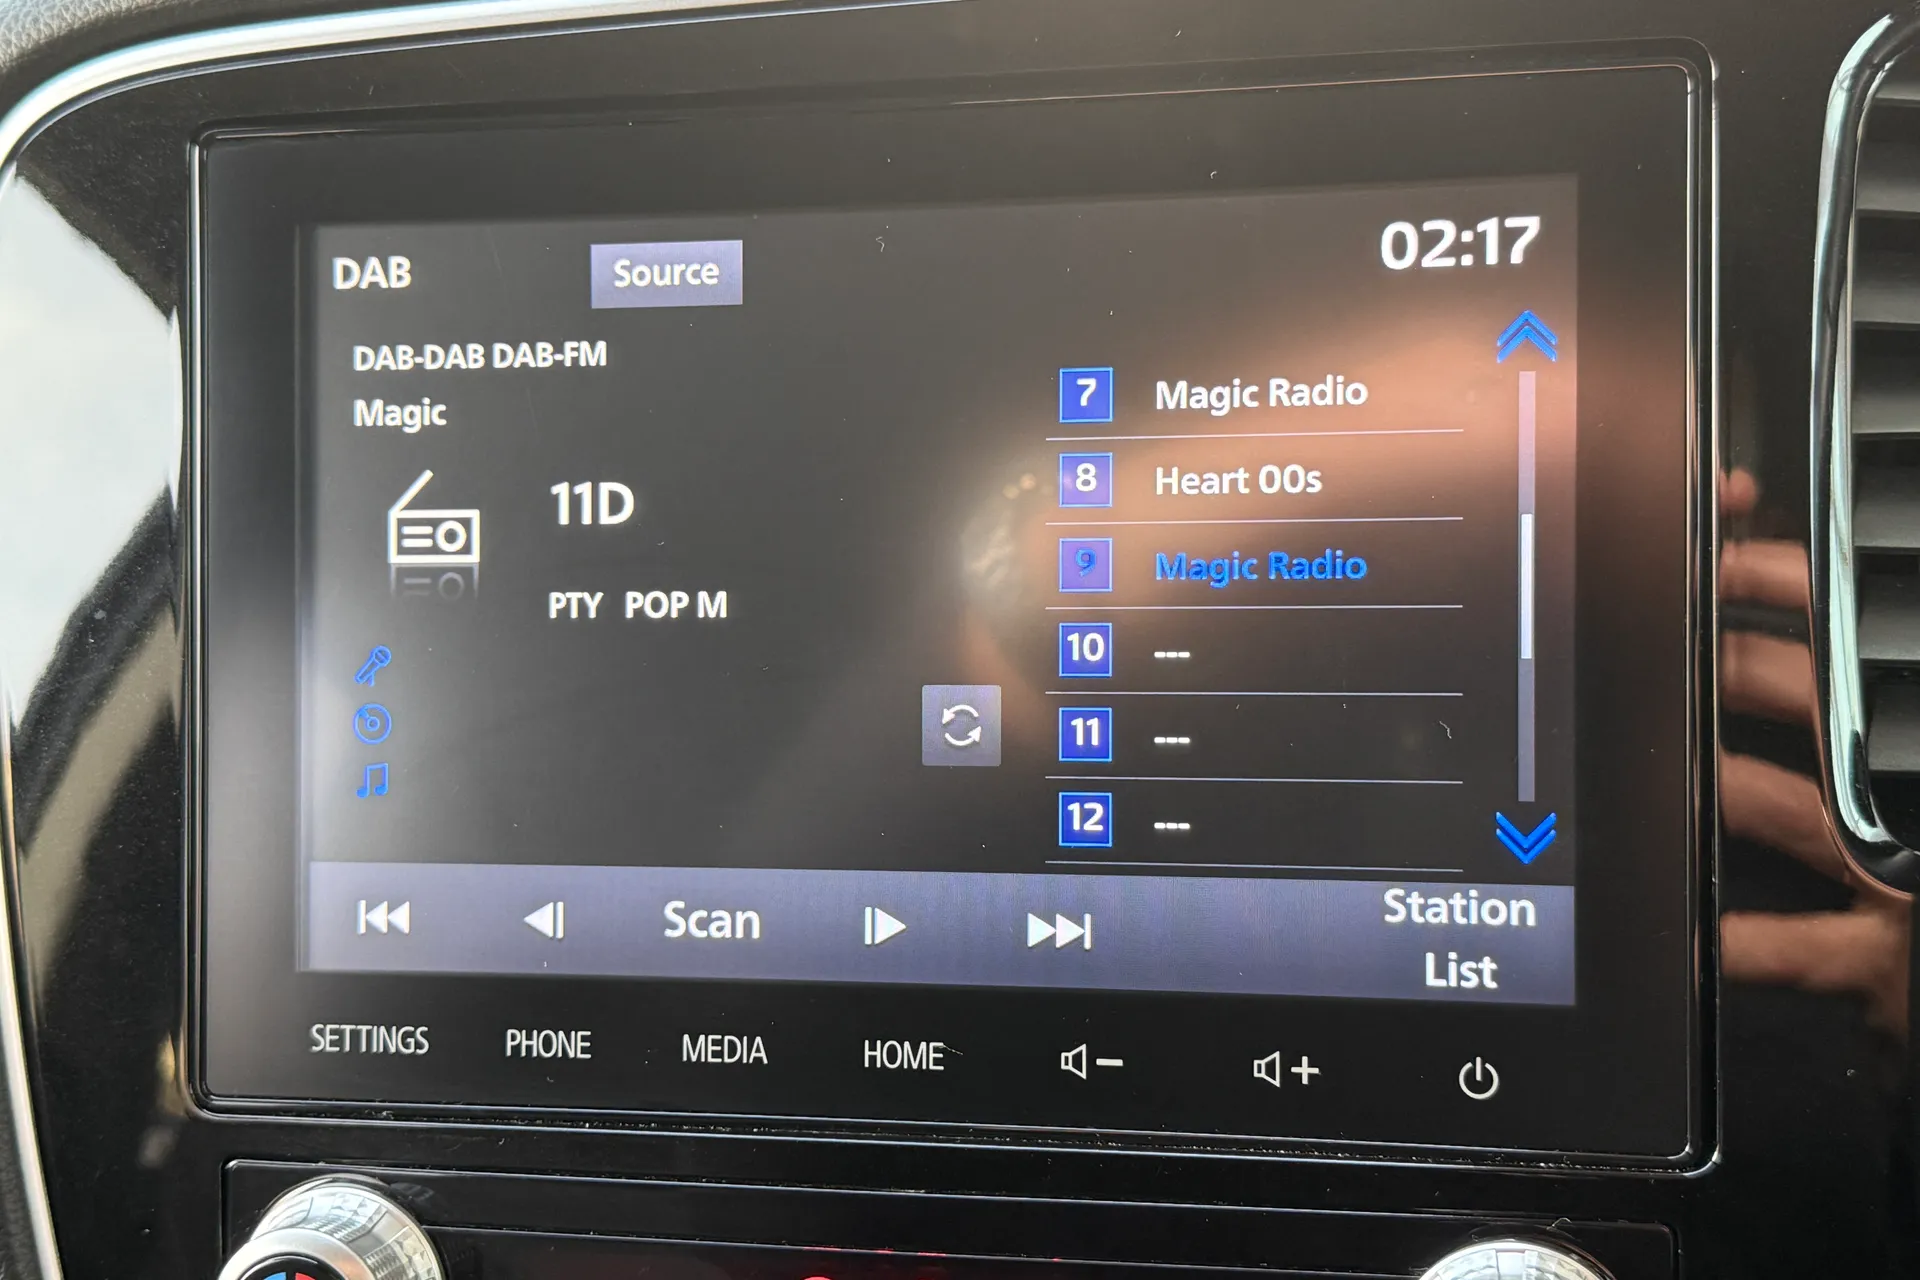 DAB
Source
02:17
DAB-DAB DAB-FM
Magic
11D
PTY POP M
7 Magic Radio
8 Heart 00s
9 Magic Radio
10 ---
11 ---
12 ---
Scan
Station
List
SETTINGS PHONE MEDIA HOME